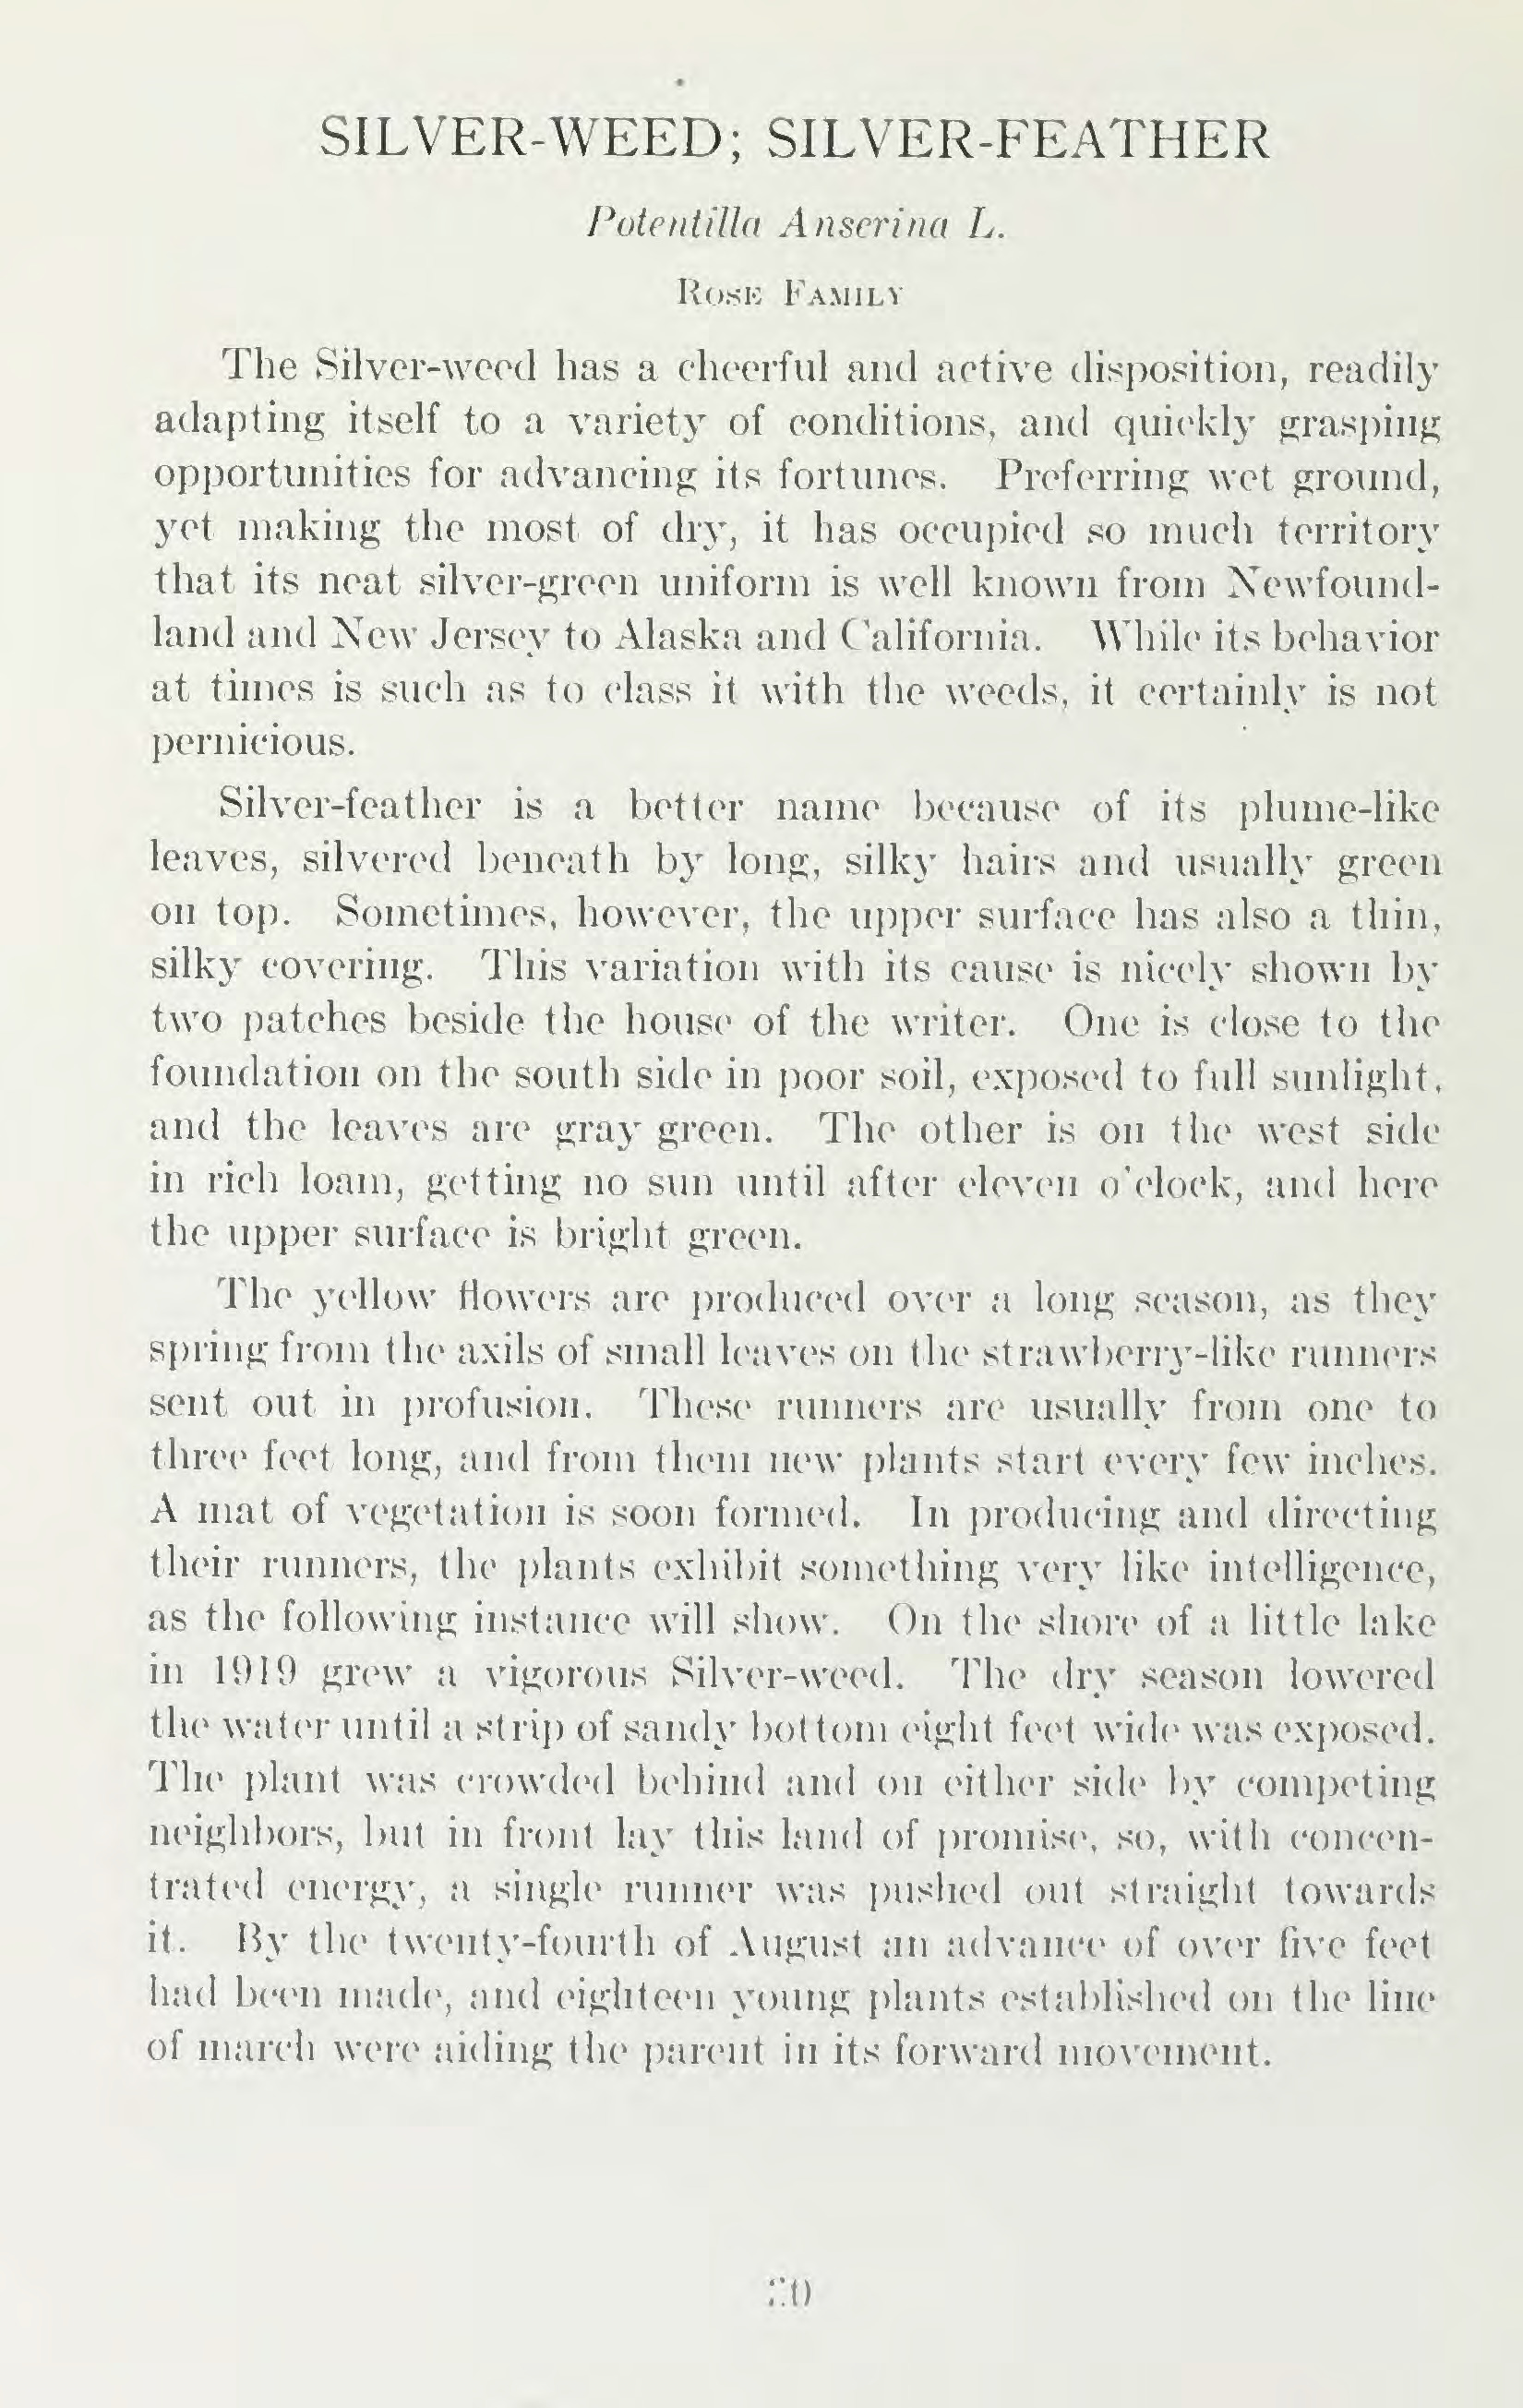 SILVER-WEED; SILVER-FEATHER
Potentilla Anserina L.
Rose Family
The Silver-weed has a cheerful and active disposition, readily
adapting itself to a variety of conditions, and quickly grasping
opportunities for advancing its fortunes. Preferring wet ground,
yet making the most of dry, it has occupied so much territory
that its neat silver-green uniform is well known from Newfound-
land and New Jersey to Alaska and California. While its behavior
at times is such as to class it with the weeds, it certainly is not
pernicious.
Silver-feather is a better name because of its plume-like
leaves, silvered beneath by long, silky hairs and usually green
on top. Sometimes, however, the upper surface has also a thin,
silky covering. This variation with its cause is nicely shown by
two patches beside the house of the writer. One is close to the
foundation on the south side in poor soil, exposed to full sunlight,
and the leaves are gray green. The other is on the west side
in rich loam, getting no sun until after eleven o'clock, and here
the upper surface is bright green.
The yellow flowers are produced over a long season, as they
spring from the axils of small leaves on the strawberry-like runners
sent out in profusion. These runners are usually from one to
three feet long, and from them new plants start every few inches.
A mat of vegetation is soon formed. In producing and directing
their runners, the plants exhibit something very like intelligence,
as the following instance will show. On the shore of a little lake
in 1919 grew a vigorous Silver-weed. The dry season lowered
the water until a strip of sandy bottom eight feet wide was exposed.
The plant was crowded behind and on either side by competing
neighbors, but in front lay this land of promise, so, with concen-
trated energy, a single runner was pushed out straight towards
it. By the twenty-fourth of August an advance of over five feet
had been made, and eighteen young plants established on the line
of march were aiding the parent in its forward movement.